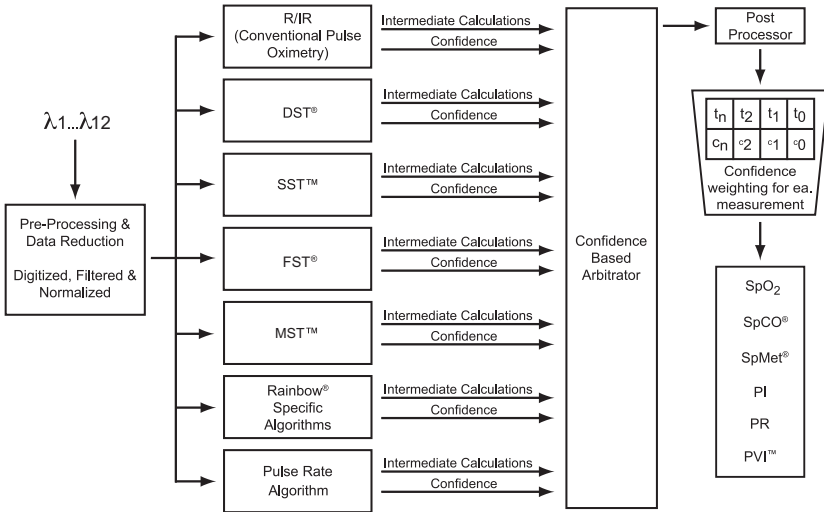 λ1...λ12
Pre-Processing &
Data Reduction
Digitized, Filtered &
Normalized
R/IR
(Conventional Pulse
Oximetry)
Intermediate Calculations
Confidence
DST®
Intermediate Calculations
Confidence
SST™
Intermediate Calculations
Confidence
FST®
Intermediate Calculations
Confidence
MST™
Intermediate Calculations
Confidence
Rainbow®
Specific
Algorithms
Intermediate Calculations
Confidence
Pulse Rate
Algorithm
Intermediate Calculations
Confidence
Confidence
Based
Arbitrator
Post
Processor
tn t2 t1 t0
cn c2 c1 c0
Confidence
weighting for ea.
measurement
SpO2
SpCO®
SpMet®
PI
PR
PVI™